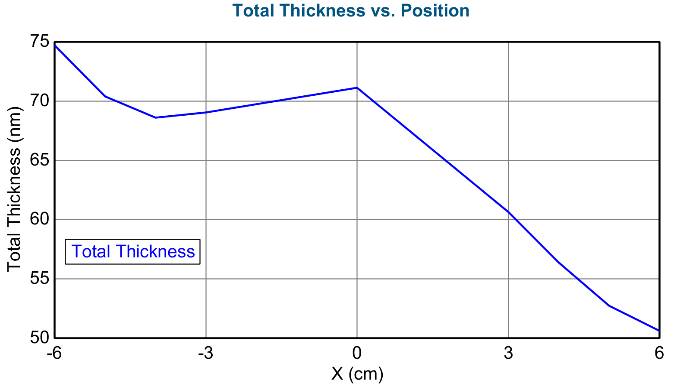 Total Thickness vs. Position
75
70
65
60
55
50
Total Thickness (nm)
Total Thickness
-6
-3
0
3
6
X (cm)